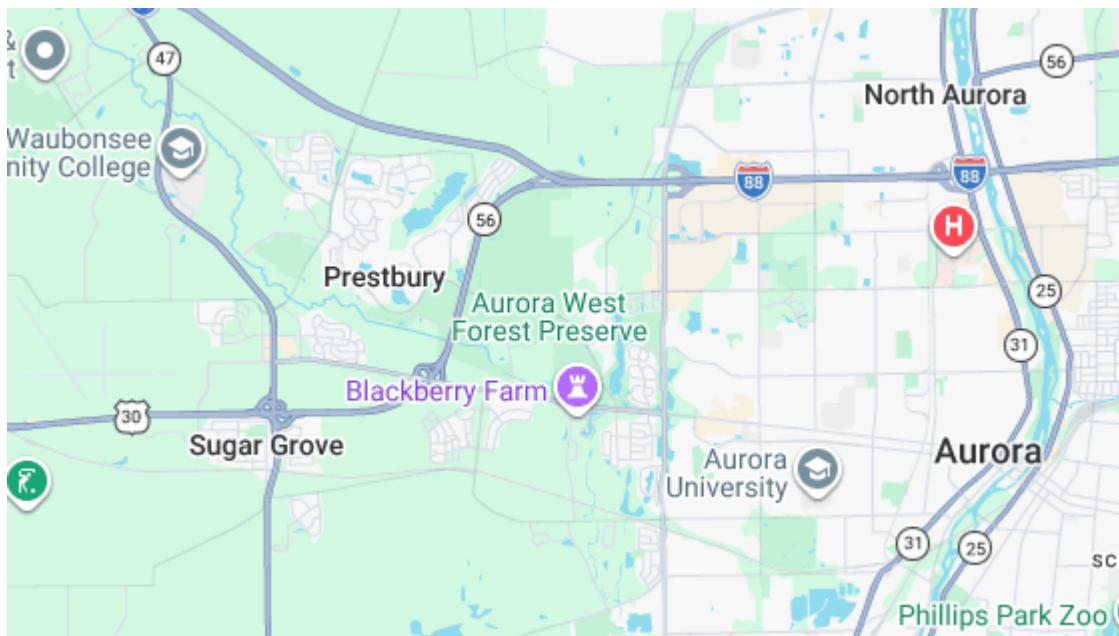 47
56
North Aurora
&
t
Waubonsee
nity College
88
88
H
56
Prestbury
Aurora West
Forest Preserve
25
31
Blackberry Farm
30
Sugar Grove
Aurora
Aurora
University
31
25
sc
Phillips Park Zoo